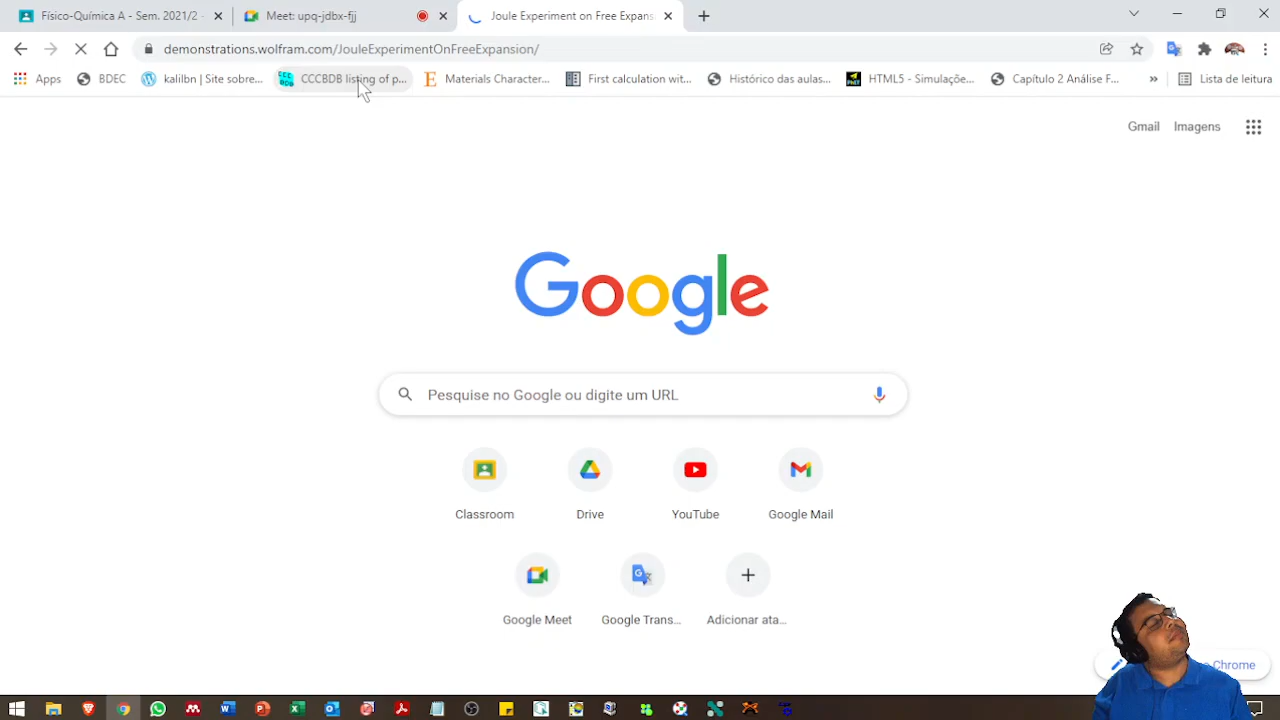 Físico-Química A - Sem. 2021/2 -
Meet: upq-jdbx-fjj
Joule Experiment on Free Expans
demonstrations.wolfram.com/JouleExperimentOnFreeExpansion/
Apps
BDEC
kalilbn | Site sobre...
CCCBDB listing of p...
Materials Character...
First calculation wit...
Histórico das aulas...
HTML5 - Simulaçõe...
Capítulo 2 Análise F...
»
Lista de leitura
Gmail
Imagens
Google
Pesquise no Google ou digite um URL
Classroom
Drive
YouTube
Google Mail
Google Meet
Google Trans...
Adicionar ata...
Chrome